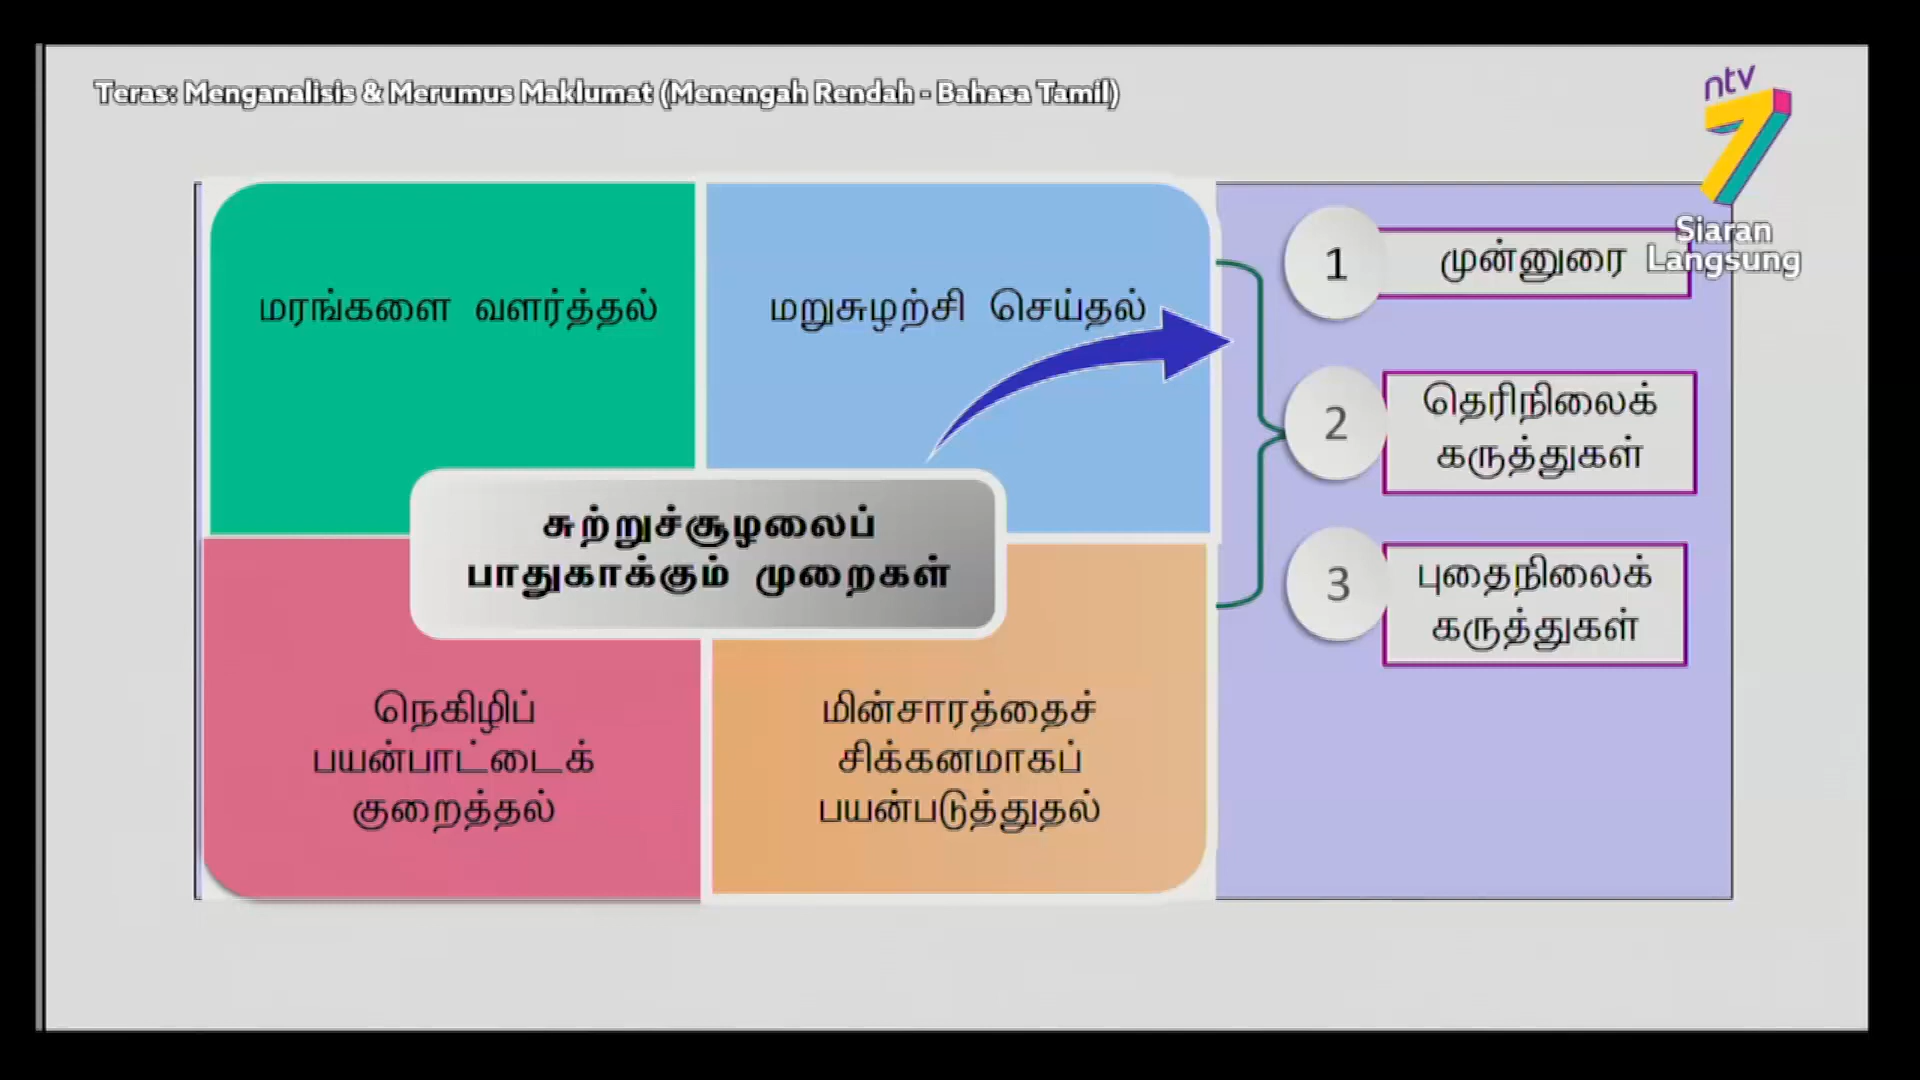 Teras: Menganalisis & Merumus Maklumat (Menengah Rendah - Bahasa Tamil)
ntv
7
Siaran
Langsung
மரங்களை வளர்த்தல்
மறுசுழற்சி செய்தல்
சுற்றுச்சூழலைப்
பாதுகாக்கும் முறைகள்
நெகிழிப்
பயன்பாட்டைக்
குறைத்தல்
மின்சாரத்தைச்
சிக்கனமாகப்
பயன்படுத்துதல்
1
முன்னுரை
2
தெரிநிலைக்
கருத்துகள்
3
புதைநிலைக்
கருத்துகள்